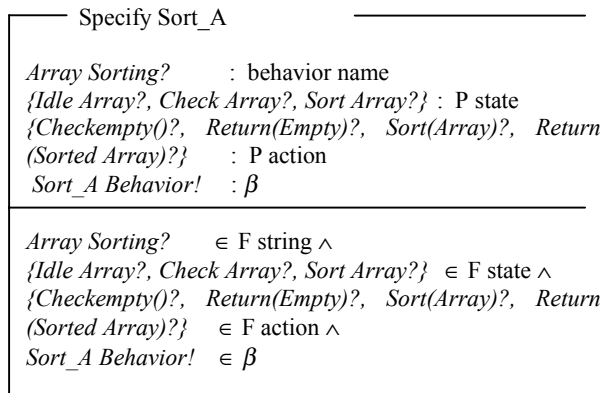 Specify Sort_A
Array Sorting? : behavior name
{Idle Array?, Check Array?, Sort Array?} : P state
{Checkempty()?, Return(Empty)?, Sort(Array)?, Return
(Sorted Array)?} : P action
Sort_A Behavior! : β
Array Sorting? ∈ F string ∧
{Idle Array?, Check Array?, Sort Array?} ∈ F state ∧
{Checkempty()?, Return(Empty)?, Sort(Array)?, Return
(Sorted Array)?} ∈ F action ∧
Sort_A Behavior! ∈ β